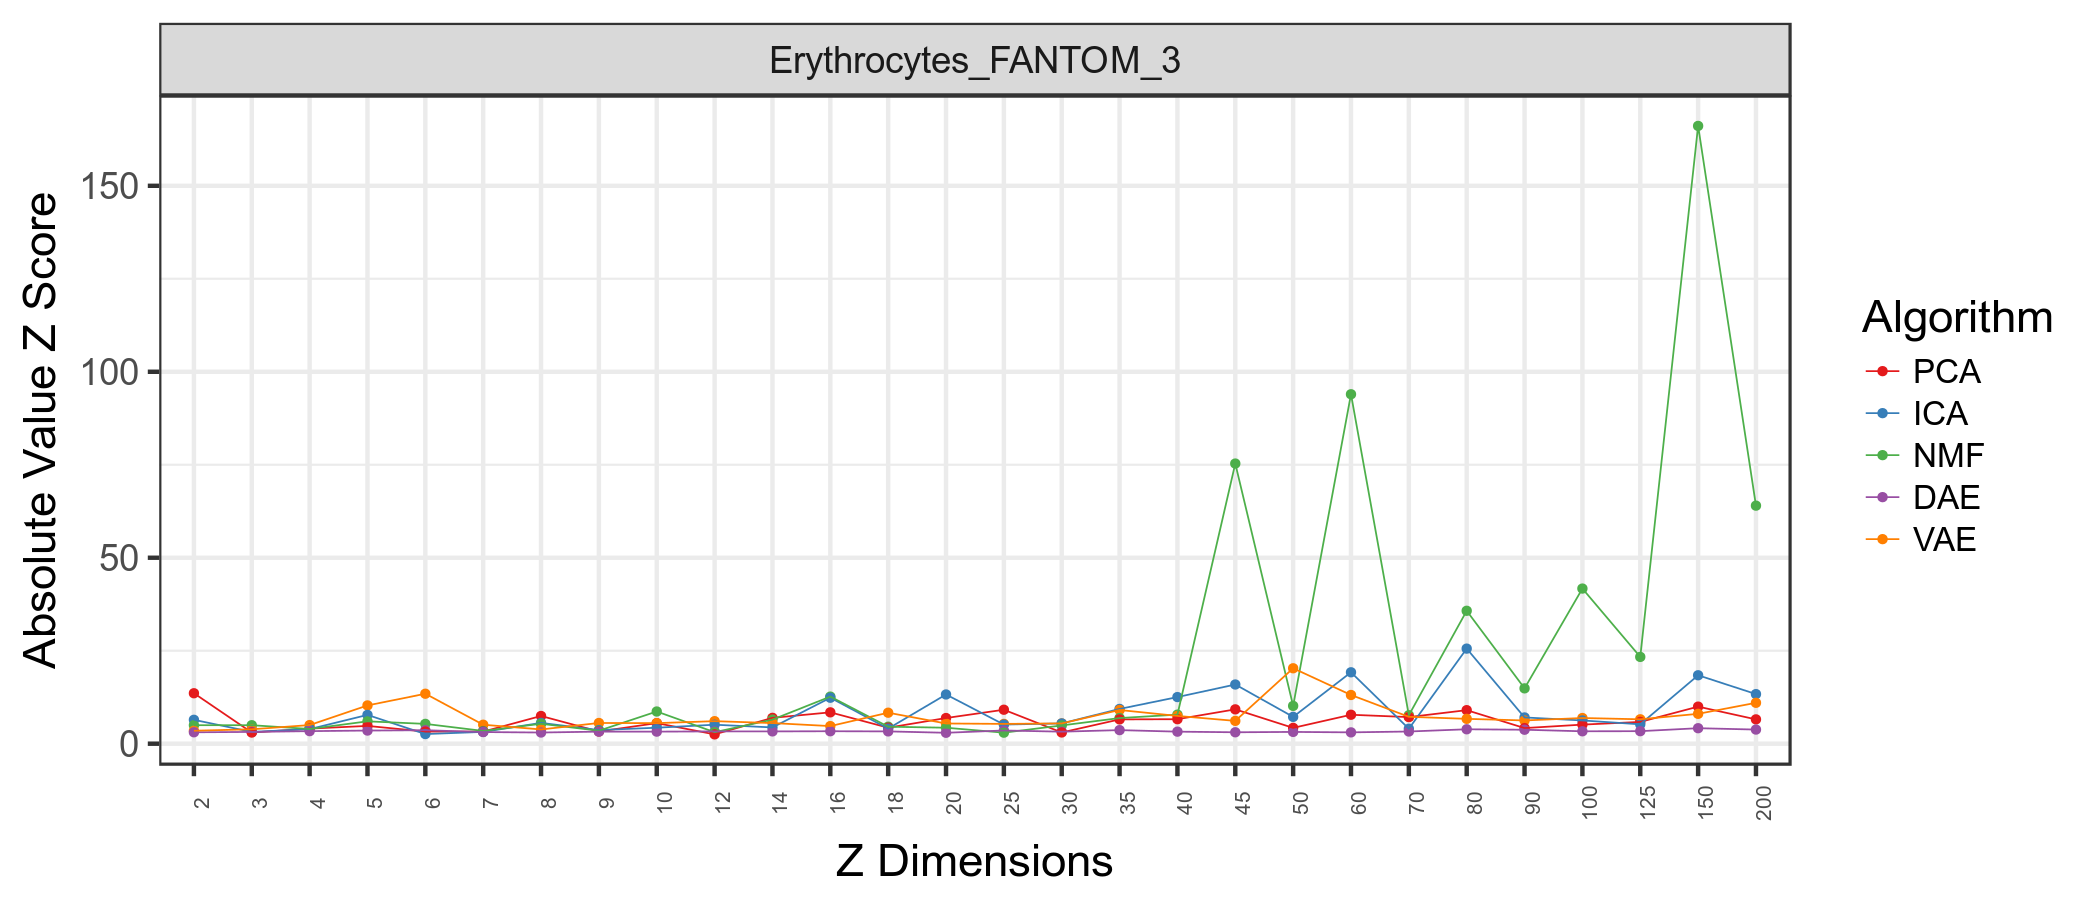 Erythrocytes_FANTOM_3
Absolute Value Z Score
150
100
50
0
2 3 4 5 6 7 8 9 10 12 14 16 18 20 25 30 35 40 45 50 60 70 80 90 100 125 150 200
Z Dimensions
Algorithm
PCA
ICA
NMF
DAE
VAE